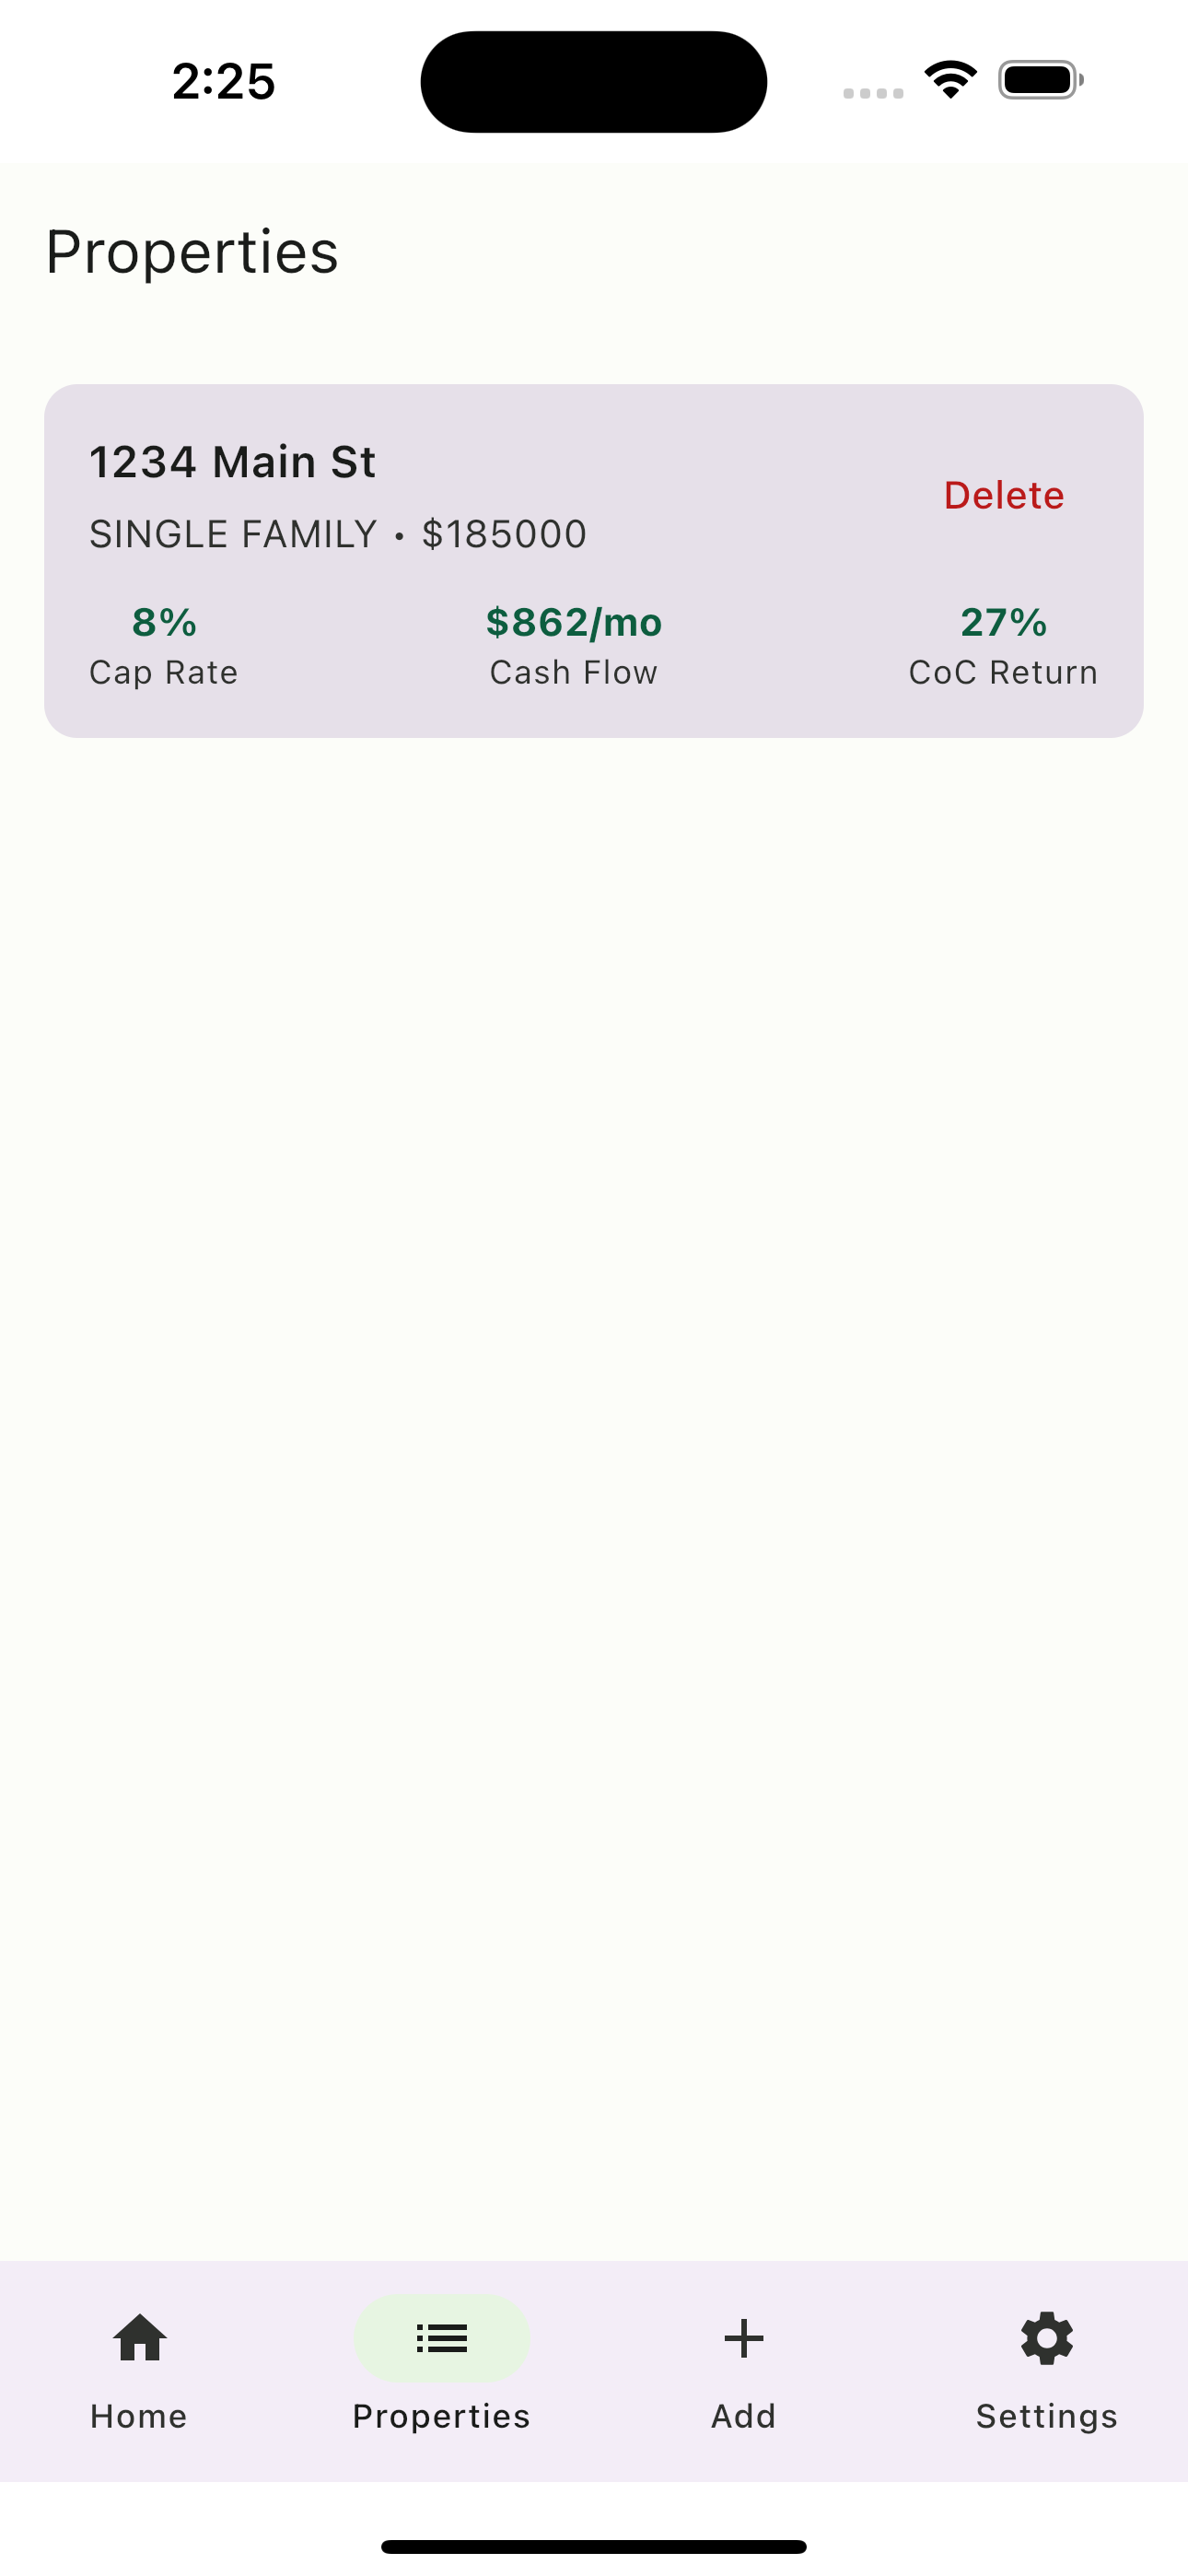 2:25
Properties
1234 Main St
Delete
SINGLE FAMILY • $185000
8%
Cap Rate
$862/mo
Cash Flow
27%
CoC Return
Home
Properties
Add
Settings